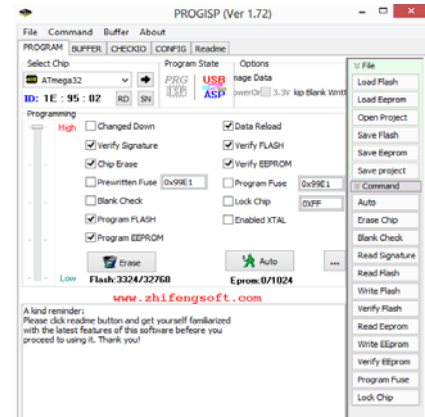 PROGISP (Ver 1.72)
File Command Buffer About
PROGRAM BUFFER CHECKIO CONFIG Readme
Select Chip
Program State
Options
ATmega32
PRG
ISP
USB
ASP
mage Data
3.3V
kip Blank
ID: 1E : 95 : 02
RD
SN
Programming
High
Low
Changed Down
Data Reload
Verify Signature
Verify FLASH
Chip Erase
Verify EEPROM
Prewritten Fuse
0x99E1
Program Fuse
0x99E1
Blank Check
Lock Chip
0xFF
Program FLASH
Enabled XTAL
Program EEPROM
Erase
Auto
...
Flash:3324/32768
Eprom:0/1024
www.zhifengsoft.com
A kind reminder:
Please click readme button and get yourself familiarized
with the latest features of this software befeore you
proceed to using it. Thank you!
File
Load Flash
Load Eeprom
Open Project
Save Flash
Save Eeprom
Save project
Command
Auto
Erase Chip
Blank Check
Read Signature
Read Flash
Write Flash
Verify Flash
Read Eeprom
Write EEprom
Verify EEprom
Program Fuse
Lock Chip